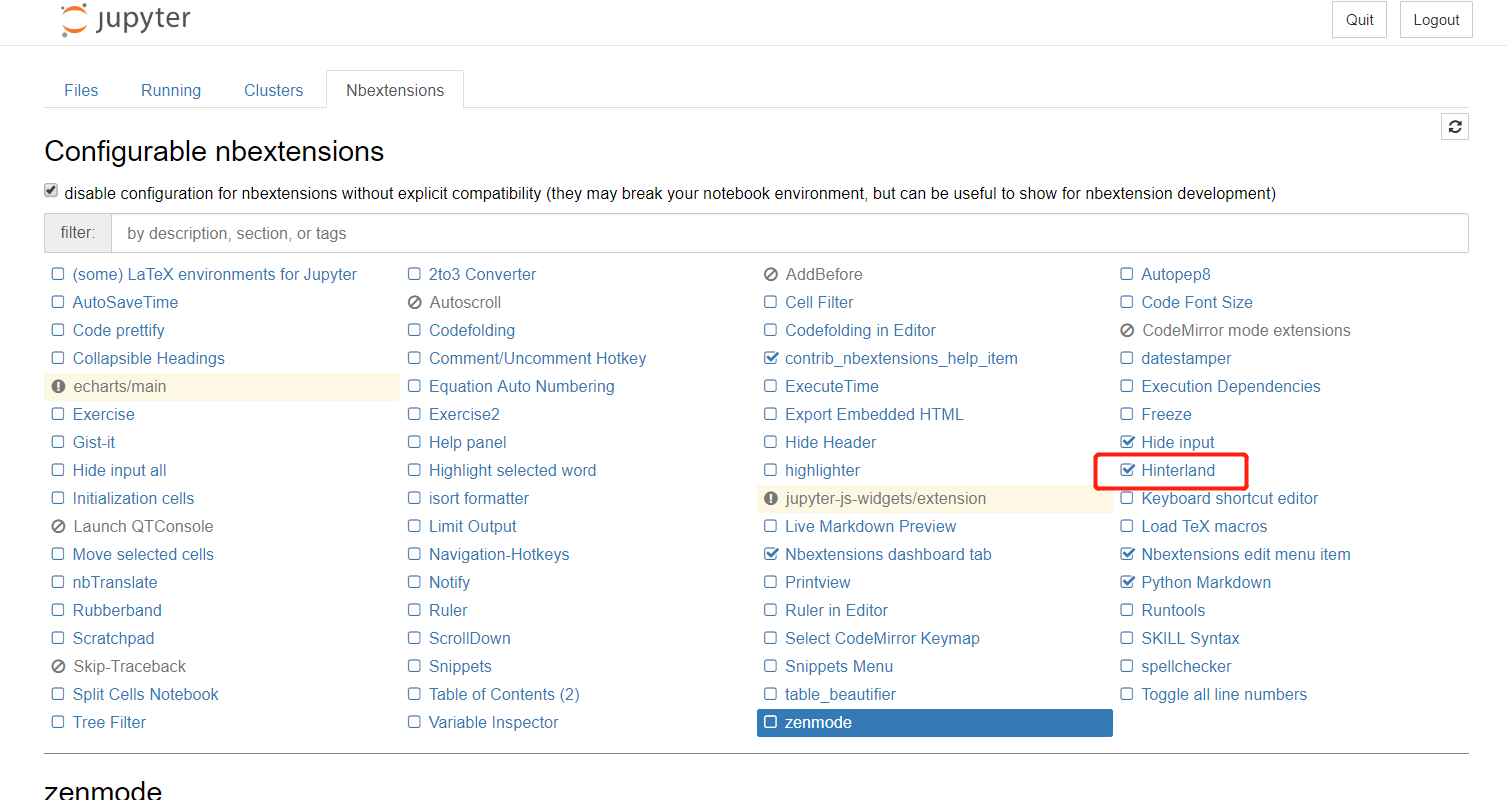 jupyter
Quit Logout
Files Running Clusters Nbextensions
Configurable nbextensions
disable configuration for nbextensions without explicit compatibility (they may break your notebook environment, but can be useful to show for nbextension development)
filter: by description, section, or tags
(some) LaTeX environments for Jupyter 2to3 Converter AddBefore Autopep8
AutoSaveTime Autoscroll Cell Filter Code Font Size
Code prettify Codefolding Codefolding in Editor CodeMirror mode extensions
Collapsible Headings Comment/Uncomment Hotkey contrib_nbextensions_help_item datestamper
echarts/main Equation Auto Numbering ExecuteTime Execution Dependencies
Exercise Exercise2 Export Embedded HTML Freeze
Gist-it Help panel Hide Header Hide input
Hide input all Highlight selected word highlighter Hinterland
Initialization cells isort formatter jupyter-js-widgets/extension Keyboard shortcut editor
Launch QTConsole Limit Output Live Markdown Preview Load TeX macros
Move selected cells Navigation-Hotkeys Nbextensions dashboard tab Nbextensions edit menu item
nbTranslate Notify Printview Python Markdown
Rubberband Ruler Ruler in Editor Runtools
Scratchpad ScrollDown Select CodeMirror Keymap SKILL Syntax
Skip-Traceback Snippets Snippets Menu spellchecker
Split Cells Notebook Table of Contents (2) table_beautifier Toggle all line numbers
Tree Filter Variable Inspector zenmode
zenmode